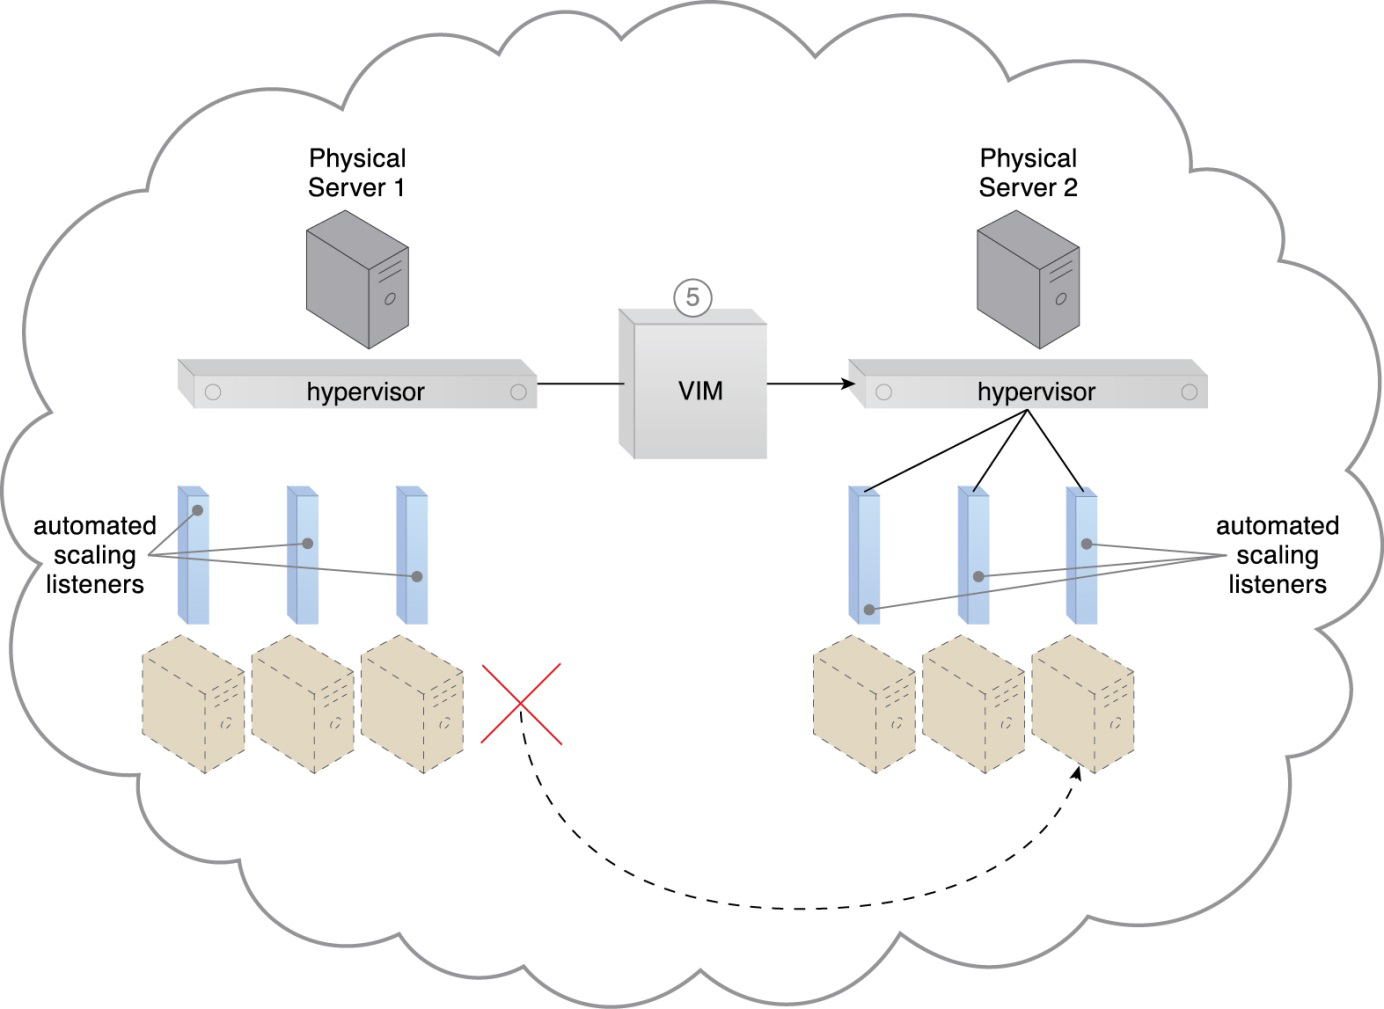 Physical
Server 1
Physical
Server 2
5
hypervisor
VIM
hypervisor
automated
scaling
listeners
automated
scaling
listeners